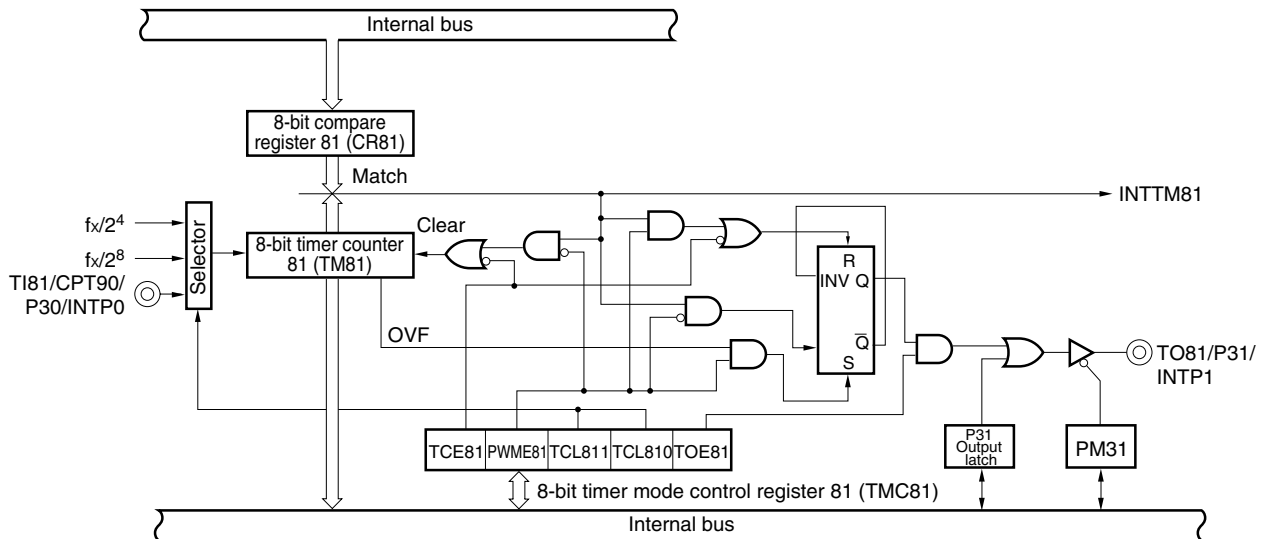 Internal bus
8-bit compare
register 81 (CR81)
Match
INTTM81
fx/2⁴
fx/2⁸
TI81/CPT90/
P30/INTP0
Selector
8-bit timer counter
81 (TM81)
Clear
OVF
R
INV Q
Q̅
S
TO81/P31/
INTP1
TCE81 PWME81 TCL811 TCL810 TOE81
P31
Output
latch
PM31
8-bit timer mode control register 81 (TMC81)
Internal bus